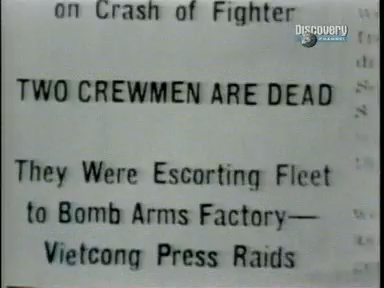 on Crash of Fighter
Discovery
CHANNEL
TWO CREWMEN ARE DEAD
They Were Escorting Fleet
to Bomb Arms Factory—
Vietcong Press Raids